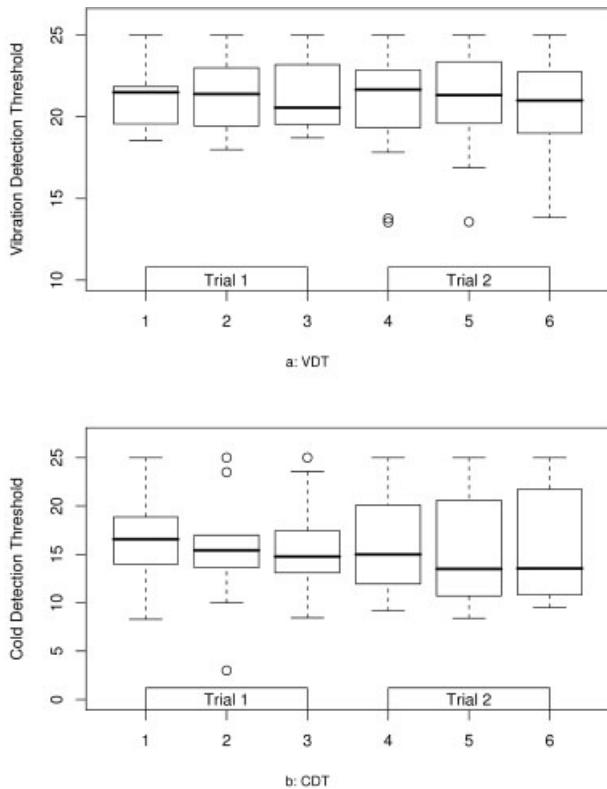 Vibration Detection Threshold
25
20
15
10
Trial 1 Trial 2
1 2 3 4 5 6
a: VDT
Cold Detection Threshold
25
20
15
10
5
0
Trial 1 Trial 2
1 2 3 4 5 6
b: CDT